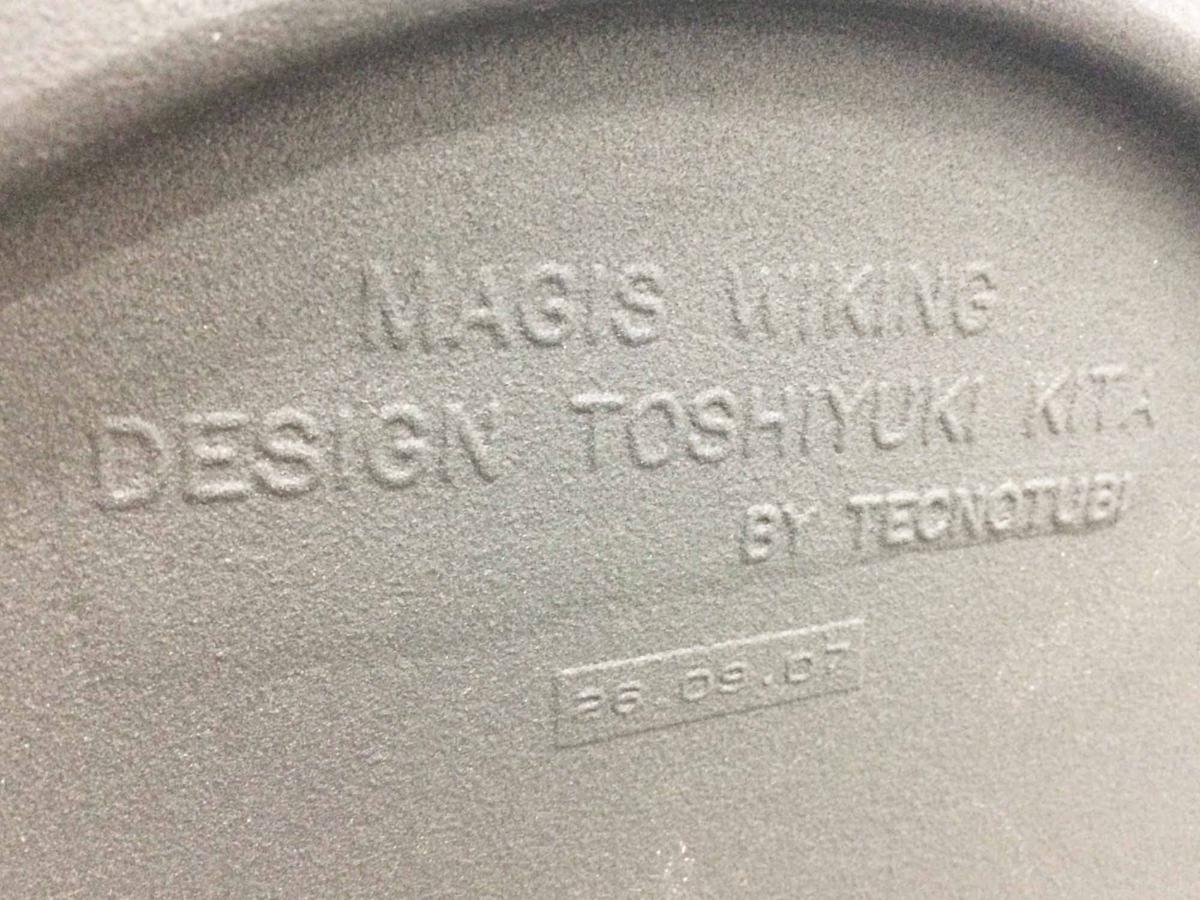 MAGIS WIKING
DESIGN TOSHIYUKI KITA
BY TECNOTUBI
26.09.07